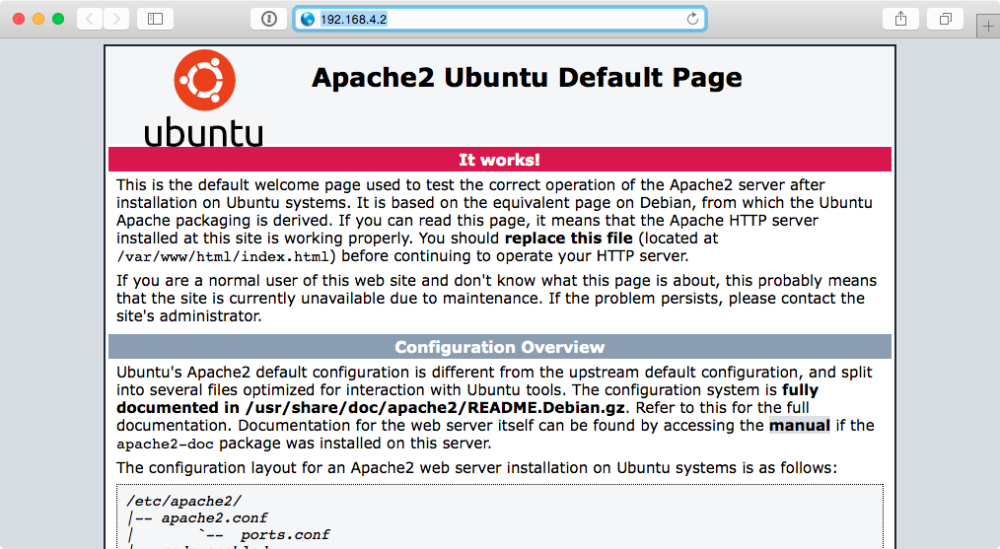 192.168.4.2
Apache2 Ubuntu Default Page
ubuntu
It works!
This is the default welcome page used to test the correct operation of the Apache2 server after
installation on Ubuntu systems. It is based on the equivalent page on Debian, from which the Ubuntu
Apache packaging is derived. If you can read this page, it means that the Apache HTTP server
installed at this site is working properly. You should replace this file (located at
/var/www/html/index.html) before continuing to operate your HTTP server.
If you are a normal user of this web site and don't know what this page is about, this probably means
that the site is currently unavailable due to maintenance. If the problem persists, please contact the
site's administrator.
Configuration Overview
Ubuntu's Apache2 default configuration is different from the upstream default configuration, and split
into several files optimized for interaction with Ubuntu tools. The configuration system is fully
documented in /usr/share/doc/apache2/README.Debian.gz. Refer to this for the full
documentation. Documentation for the web server itself can be found by accessing the manual if the
apache2-doc package was installed on this server.
The configuration layout for an Apache2 web server installation on Ubuntu systems is as follows:
/etc/apache2/
|-- apache2.conf
|       `--  ports.conf